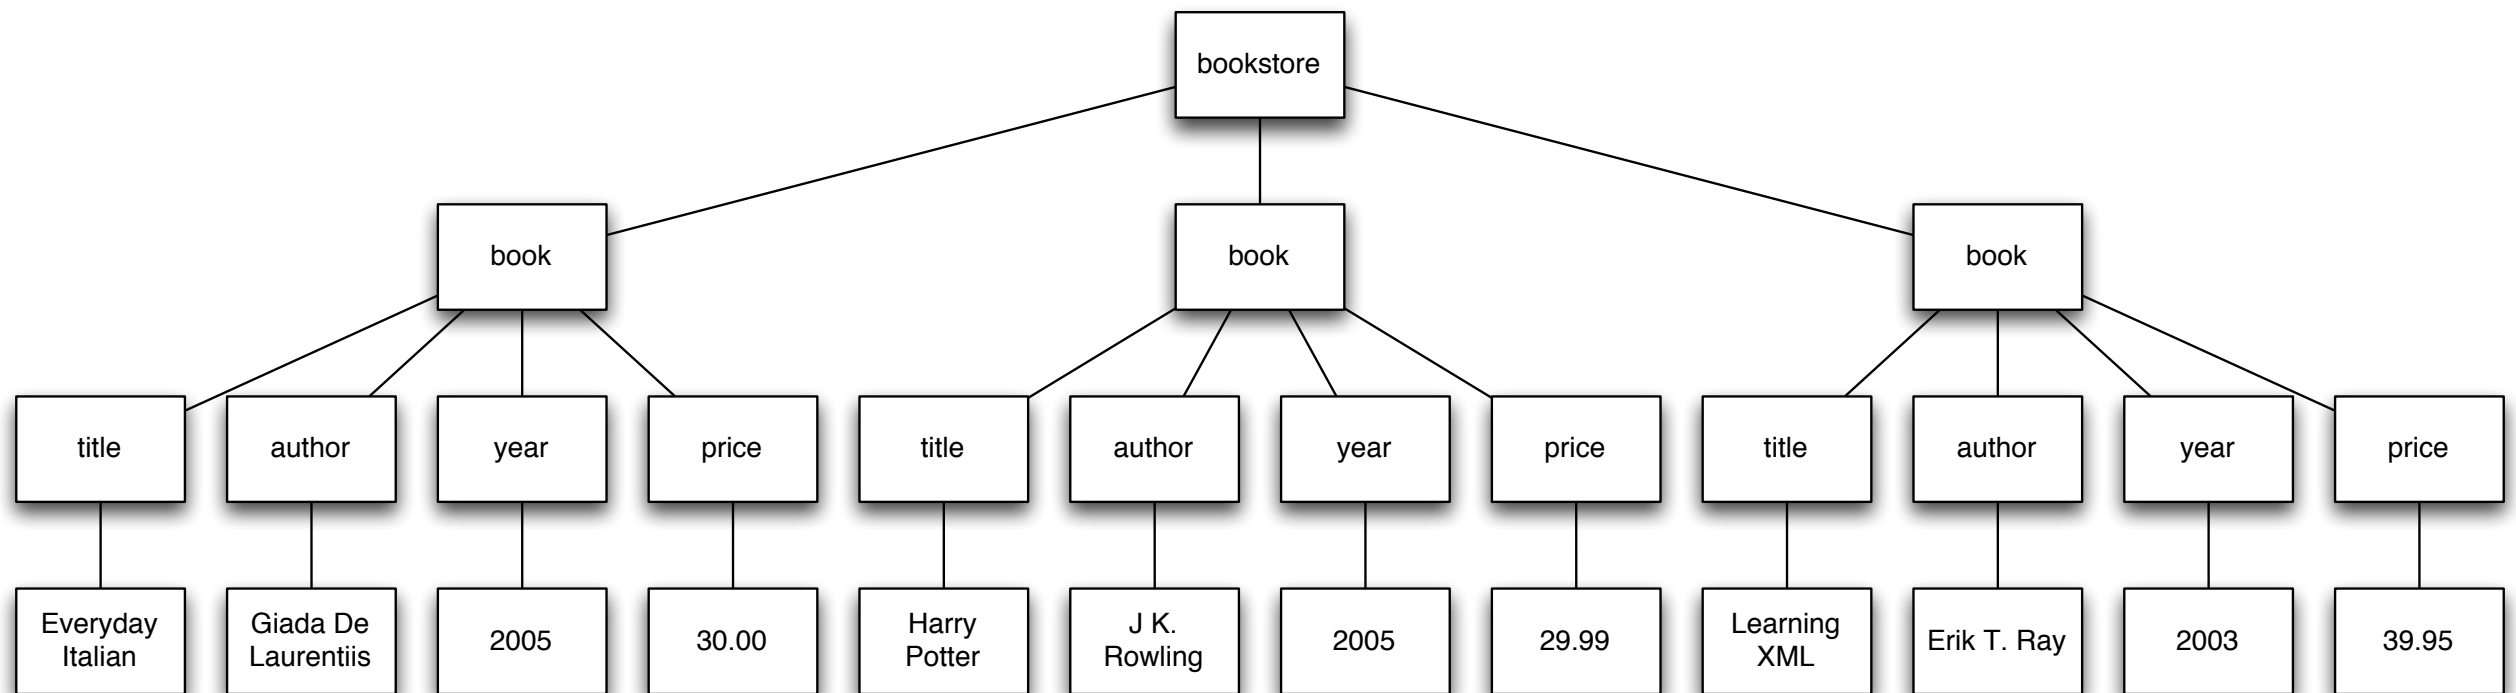 bookstore
book
book
book
title
author
year
price
title
author
year
price
title
author
year
price
Everyday
Italian
Giada De
Laurentiis
2005
30.00
Harry
Potter
J K.
Rowling
2005
29.99
Learning
XML
Erik T. Ray
2003
39.95